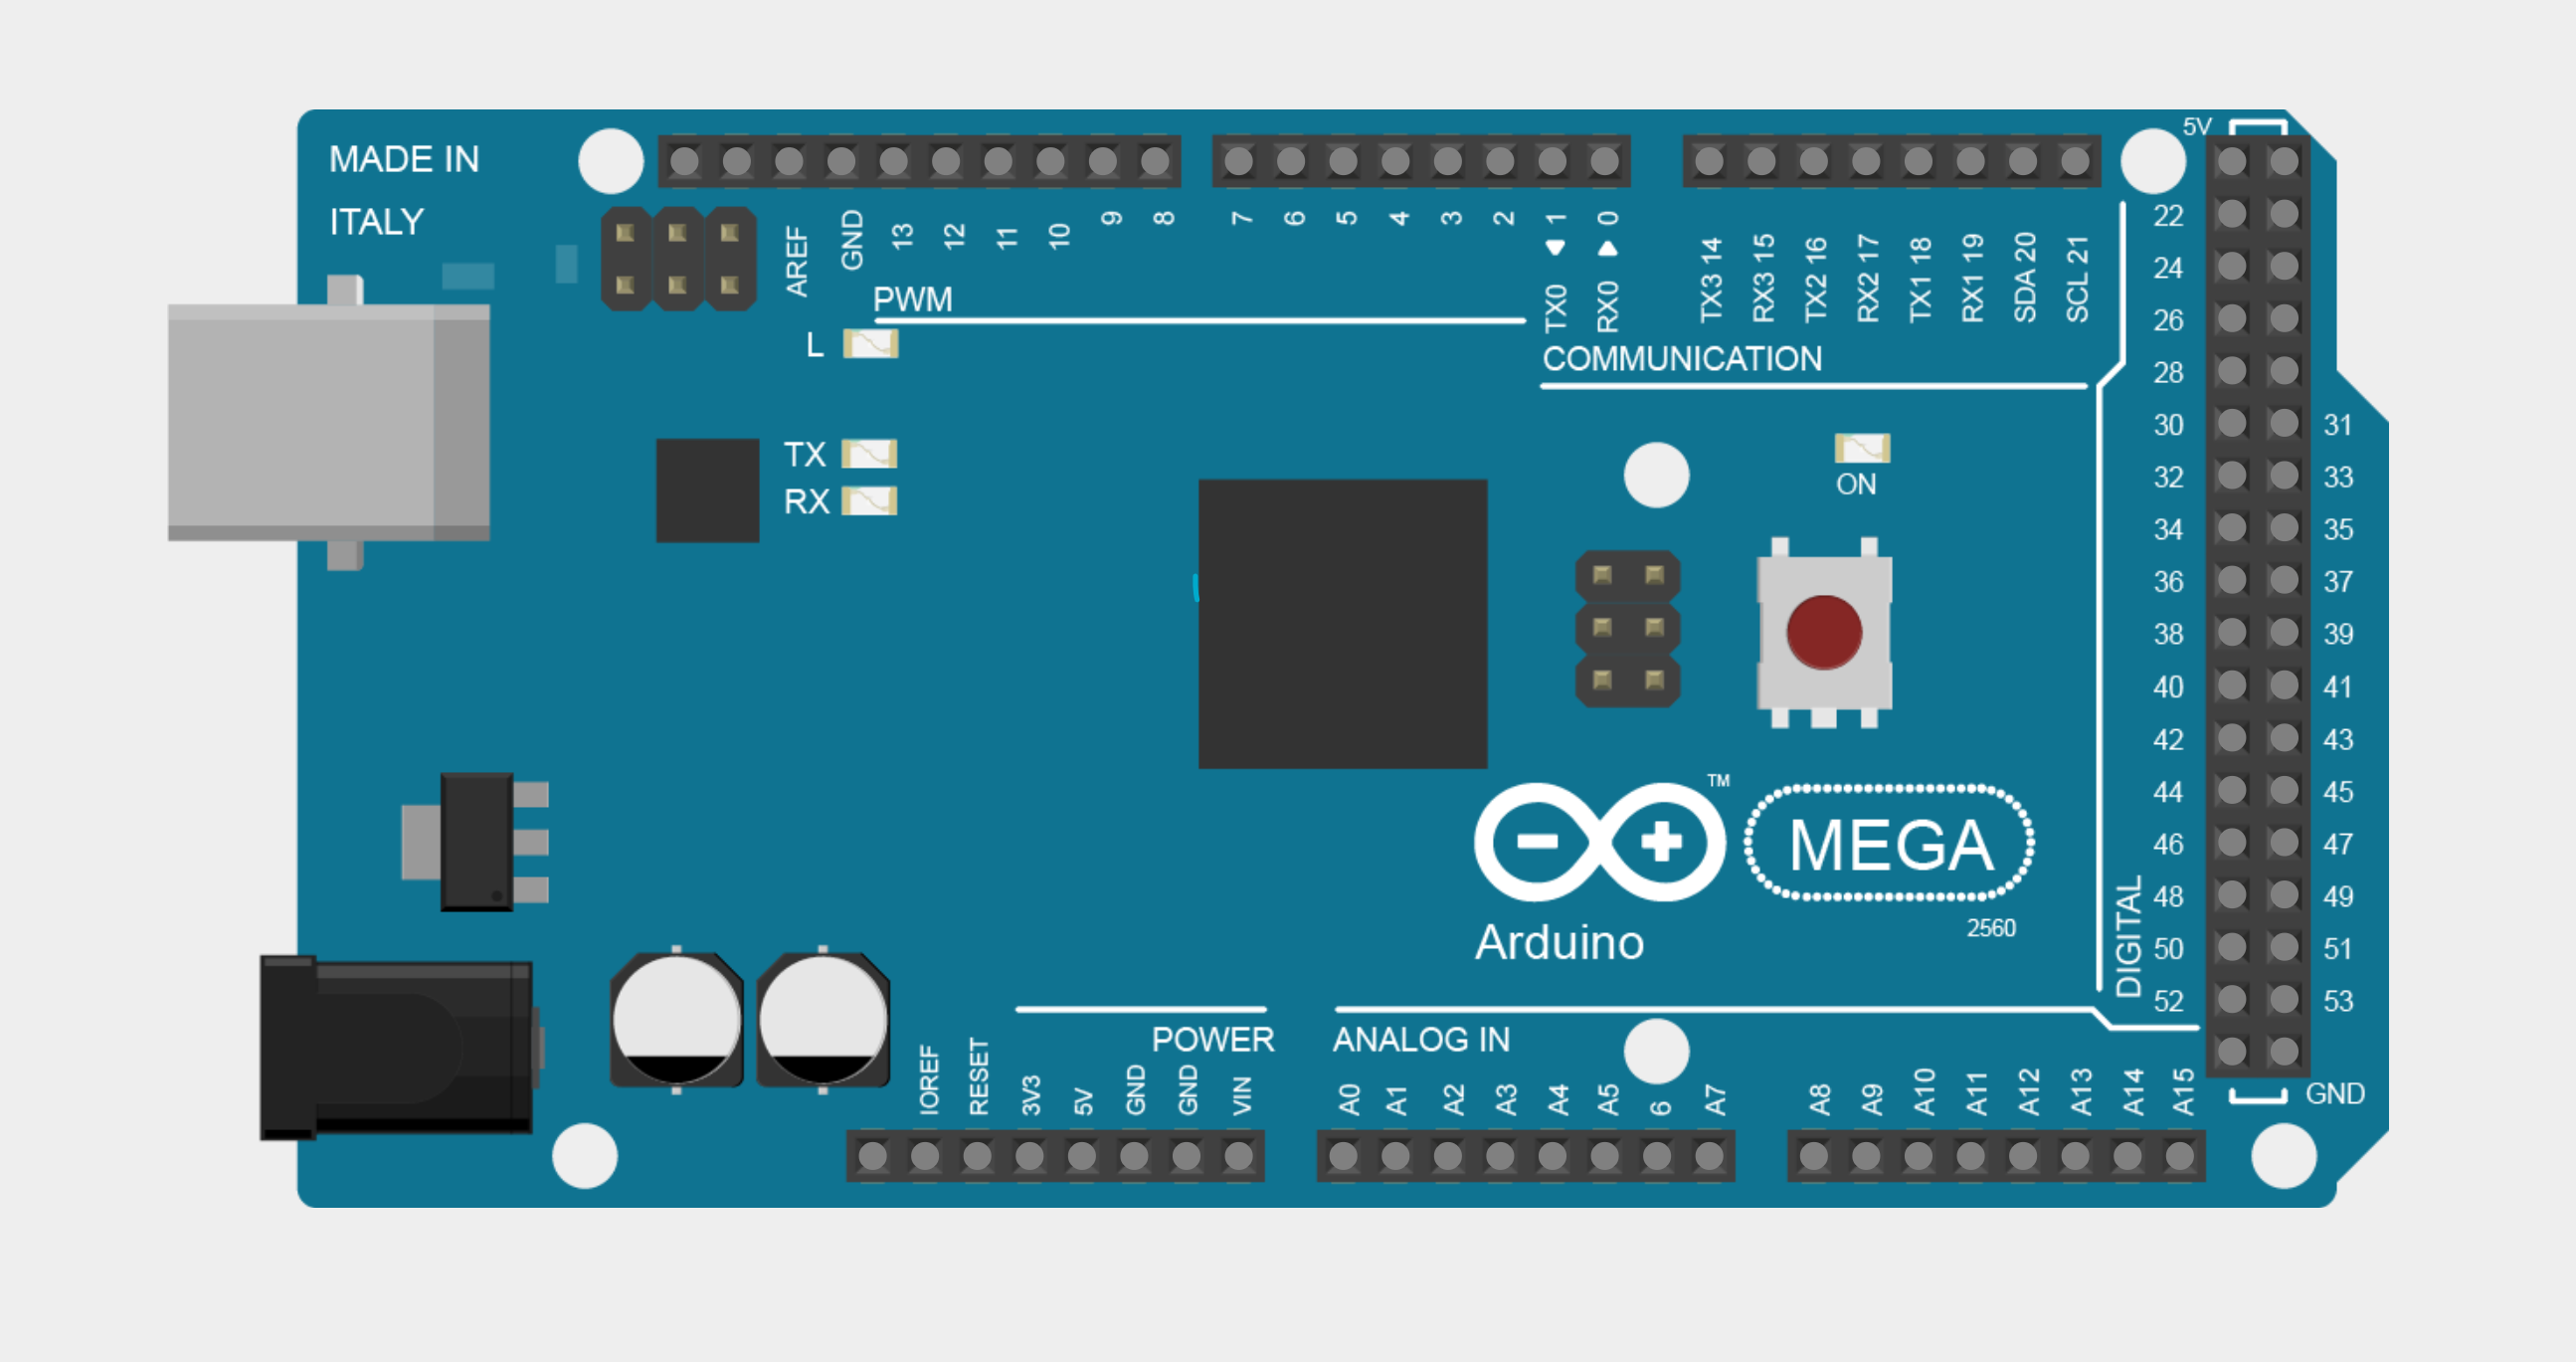 MADE IN
ITALY
AREF
GND
13
12
11
10
9
8
7
6
5
4
3
2
TX0 1
RX0 0
TX3 14
RX3 15
TX2 16
RX2 17
TX1 18
RX1 19
SDA 20
SCL 21
5V
PWM
L
COMMUNICATION
TX
RX
ON
22
24
26
28
30 31
32 33
34 35
36 37
38 39
40 41
42 43
44 45
46 47
48 49
50 51
52 53
DIGITAL
TM
MEGA
2560
Arduino
POWER
ANALOG IN
IOREF
RESET
3V3
5V
GND
GND
VIN
A0
A1
A2
A3
A4
A5
6
A7
A8
A9
A10
A11
A12
A13
A14
A15
GND